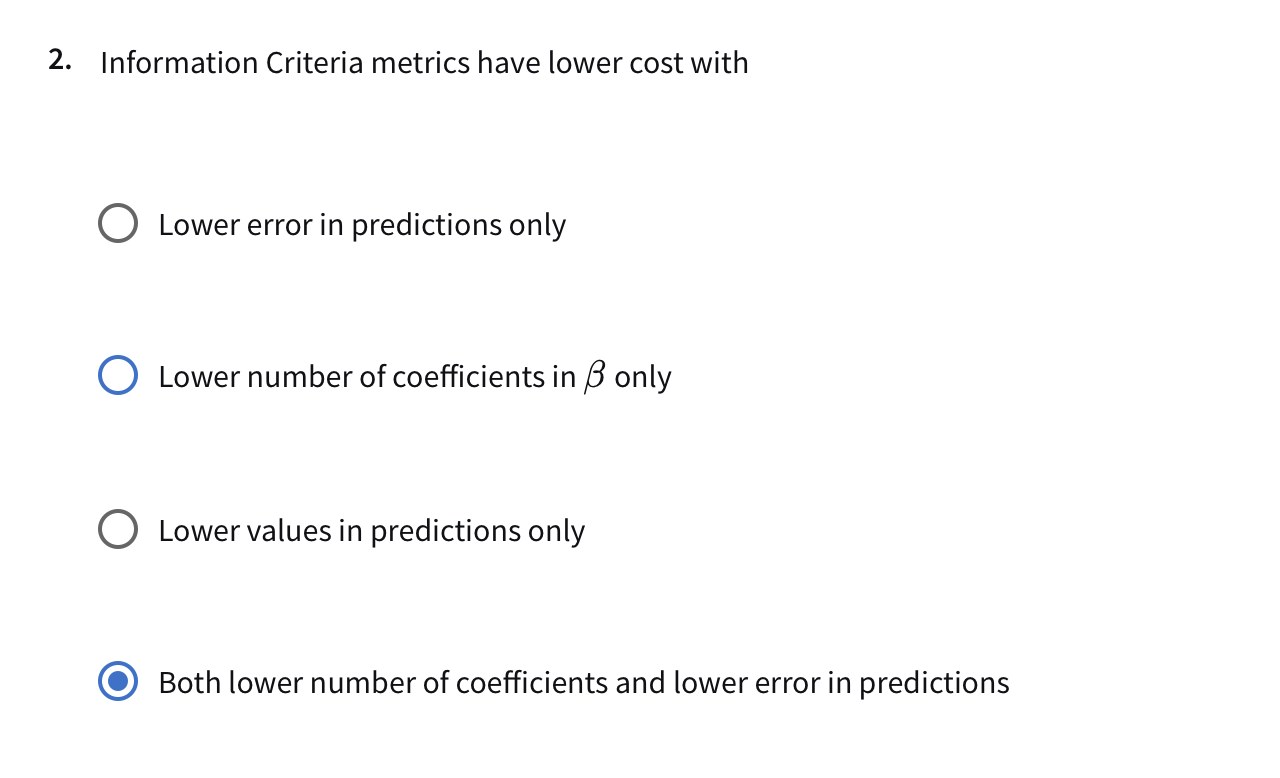 2. Information Criteria metrics have lower cost with
Lower error in predictions only
Lower number of coefficients in β only
Lower values in predictions only
Both lower number of coefficients and lower error in predictions